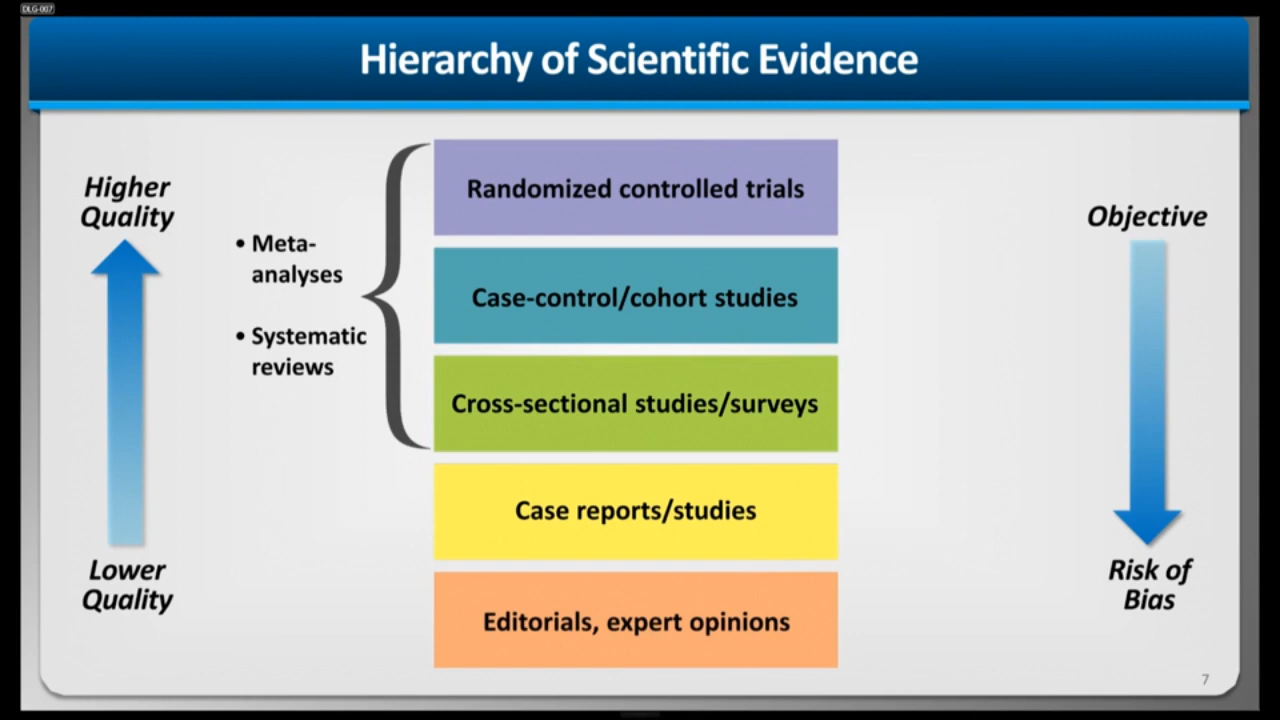 DLG-007
Hierarchy of Scientific Evidence
Higher
Quality
• Meta-
analyses
• Systematic
reviews
Lower
Quality
Randomized controlled trials
Case-control/cohort studies
Cross-sectional studies/surveys
Case reports/studies
Editorials, expert opinions
Objective
Risk of
Bias
7